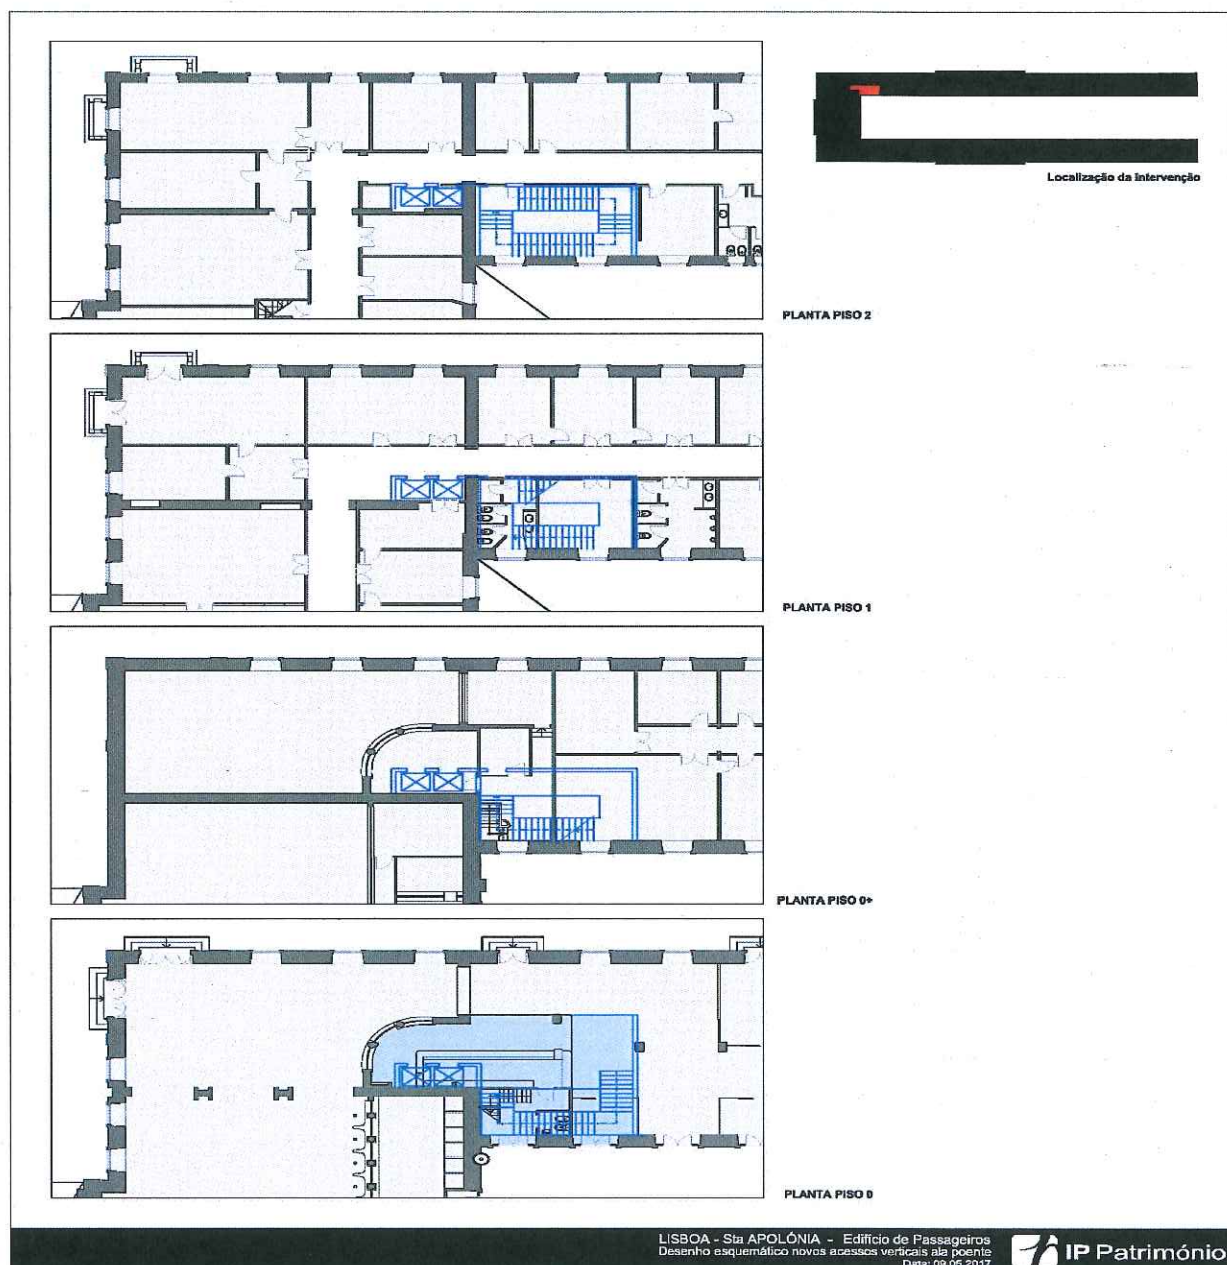 Localização da Intervenção
PLANTA PISO 2
PLANTA PISO 1
PLANTA PISO 0+
PLANTA PISO 0
LISBOA - Sta APOLÓNIA - Edifício de Passageiros
Desenho esquemático novos acessos verticais ala poente
Data: 09.05.2017
IP Património